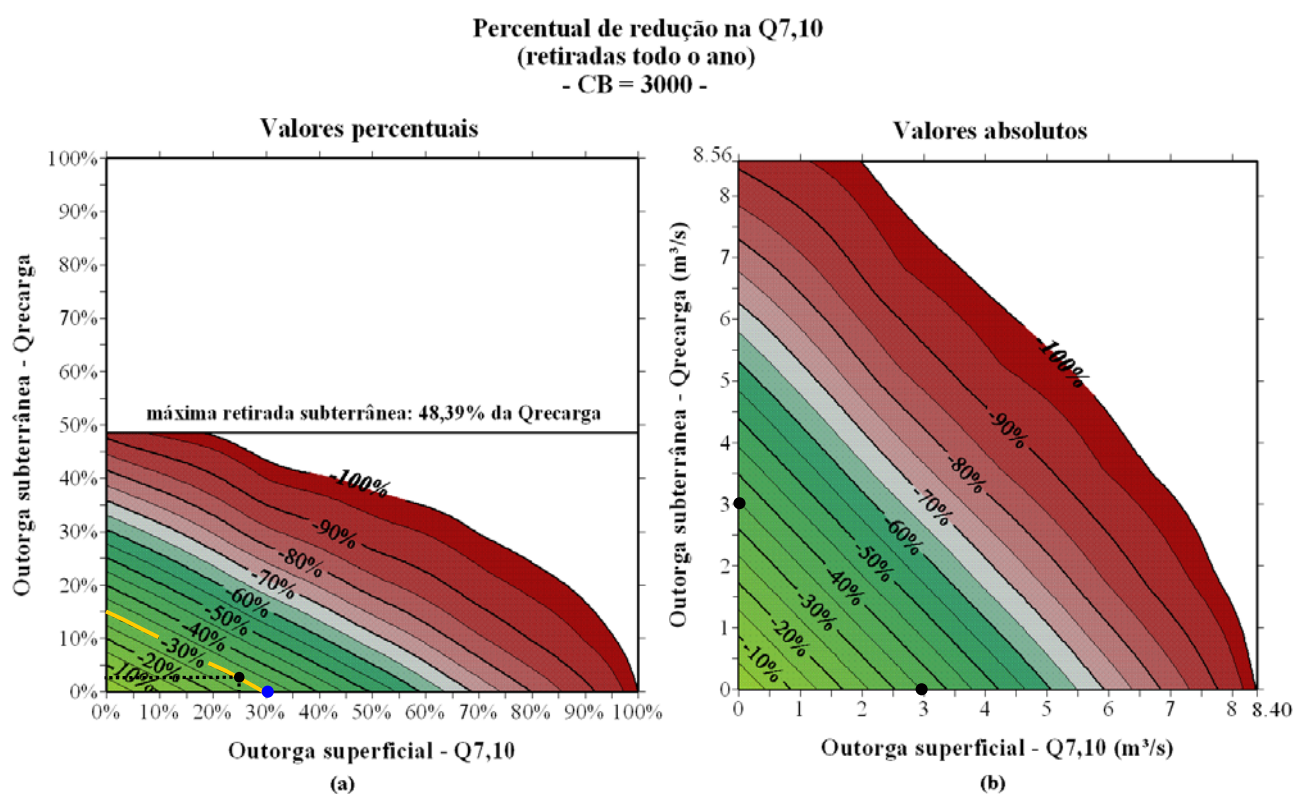 Percentual de redução na Q7,10
(retiradas todo o ano)
- CB = 3000 -
Valores percentuais
100%
90%
80%
70%
60%
50%
40%
30%
20%
10%
0%
Outorga subterrânea - Qrecarga
máxima retirada subterrânea: 48,39% da Qrecarga
-100%
-90%
-80%
-70%
-60%
-50%
-40%
-30%
-20%
-10%
0% 10% 20% 30% 40% 50% 60% 70% 80% 90% 100%
Outorga superficial - Q7,10
(a)
Valores absolutos
8.56
8
7
6
5
4
3
2
1
0
Outorga subterrânea - Qrecarga (m³/s)
-100%
-90%
-80%
-70%
-60%
-50%
-40%
-30%
-20%
-10%
0 1 2 3 4 5 6 7 8 8.40
Outorga superficial - Q7,10 (m³/s)
(b)